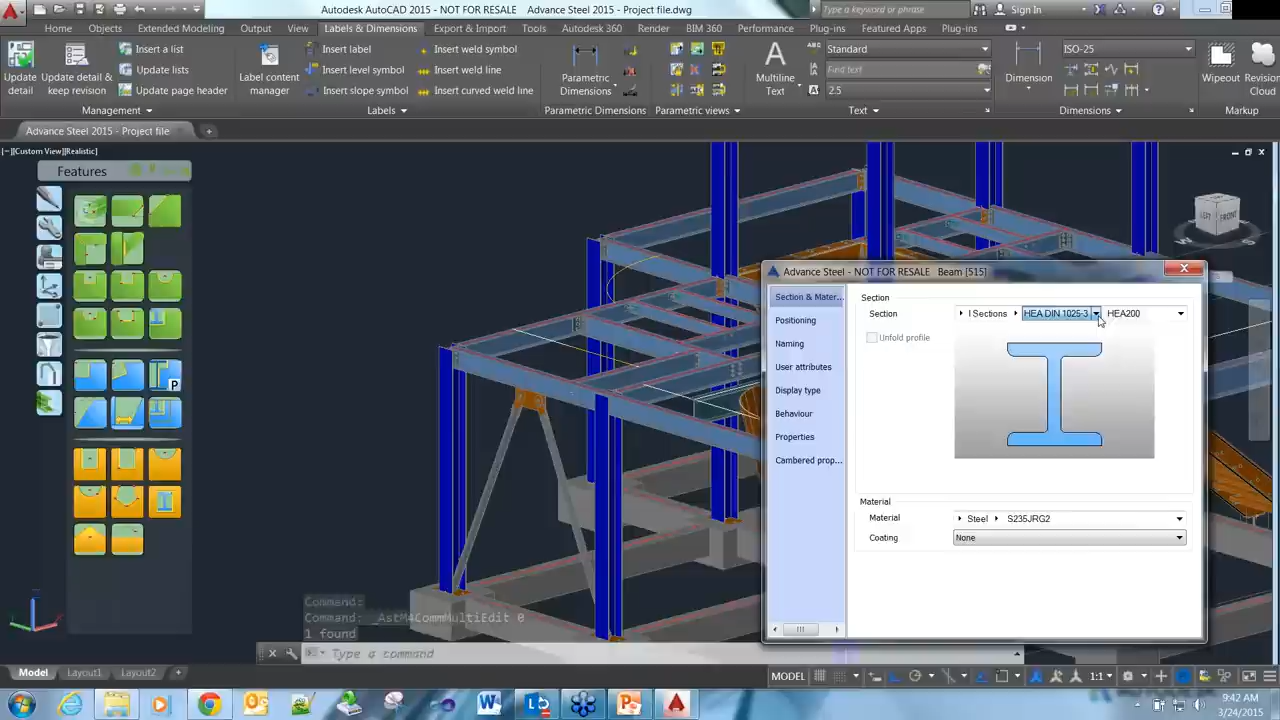 Autodesk AutoCAD 2015 - NOT FOR RESALE   Advance Steel 2015 - Project file.dwg
Type a keyword or phrase
Sign In
Home
Objects
Extended Modeling
Output
View
Labels & Dimensions
Export & Import
Tools
Autodesk 360
Render
BIM 360
Performance
Plug-ins
Featured Apps
Plug-ins
Update
Update detail & keep revision
Insert a list
Update lists
Update page header
Management
Label content manager
Insert label
Insert level symbol
Insert slope symbol
Insert weld symbol
Insert weld line
Insert curved weld line
Labels
Parametric Dimensions
Parametric Dimensions
Parametric views
Multiline Text
Standard
Find text
2.5
Text
Dimension
ISO-25
Dimensions
Wipeout
Revision Cloud
Markup
Advance Steel 2015 - Project file
[−][Custom View][Realistic]
Features
P
LEFT
FRONT
Advance Steel - NOT FOR RESALE   Beam [515]
Section & Mater...
Positioning
Naming
User attributes
Display type
Behaviour
Properties
Cambered prop...
Section
Section
I Sections
HEA DIN 1025-3
HEA200
Unfold profile
Material
Material
Steel
S235JRG2
Coating
None
Command:
Command: _AstM4CommMultiEdit 0
1 found
Type a command
Model
Layout1
Layout2
+
MODEL
1:1
9:42 AM
3/24/2015